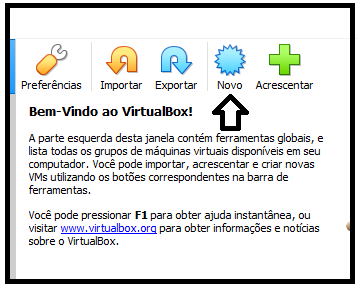 Preferências Importar Exportar Novo Acrescentar
Bem-Vindo ao VirtualBox!
A parte esquerda desta janela contém ferramentas globais, e
lista todas os grupos de máquinas virtuais disponíveis em seu
computador. Você pode importar, acrescentar e criar novas
VMs utilizando os botões correspondentes na barra de
ferramentas.
Você pode pressionar F1 para obter ajuda instantânea, ou
visitar www.virtualbox.org para obter informações e notícias
sobre o VirtualBox.